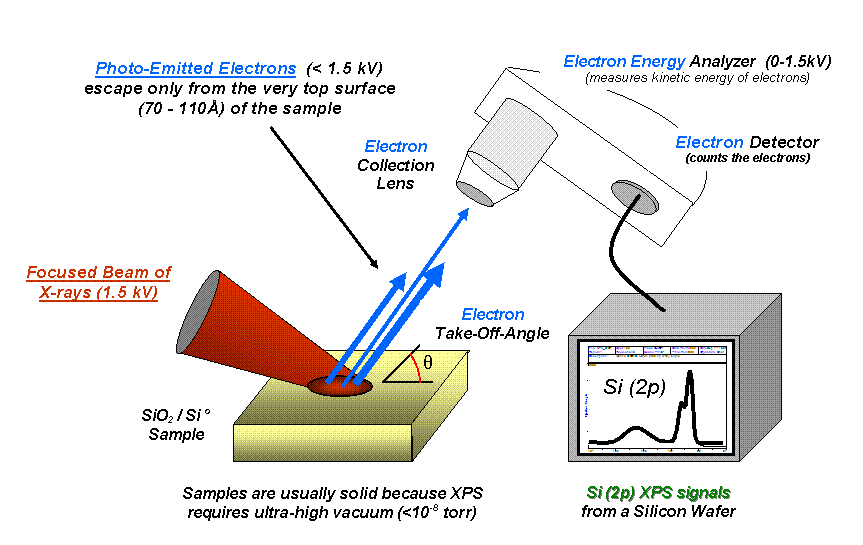 Photo-Emitted Electrons (< 1.5 kV)
escape only from the very top surface
(70 - 110Å) of the sample
Electron Energy Analyzer (0-1.5kV)
(measures kinetic energy of electrons)
Electron
Collection
Lens
Electron Detector
(counts the electrons)
Focused Beam of
X-rays (1.5 kV)
Electron
Take-Off-Angle
θ
Si (2p)
SiO₂ / Si°
Sample
Samples are usually solid because XPS
requires ultra-high vacuum (<10⁻⁸ torr)
Si (2p) XPS signals
from a Silicon Wafer